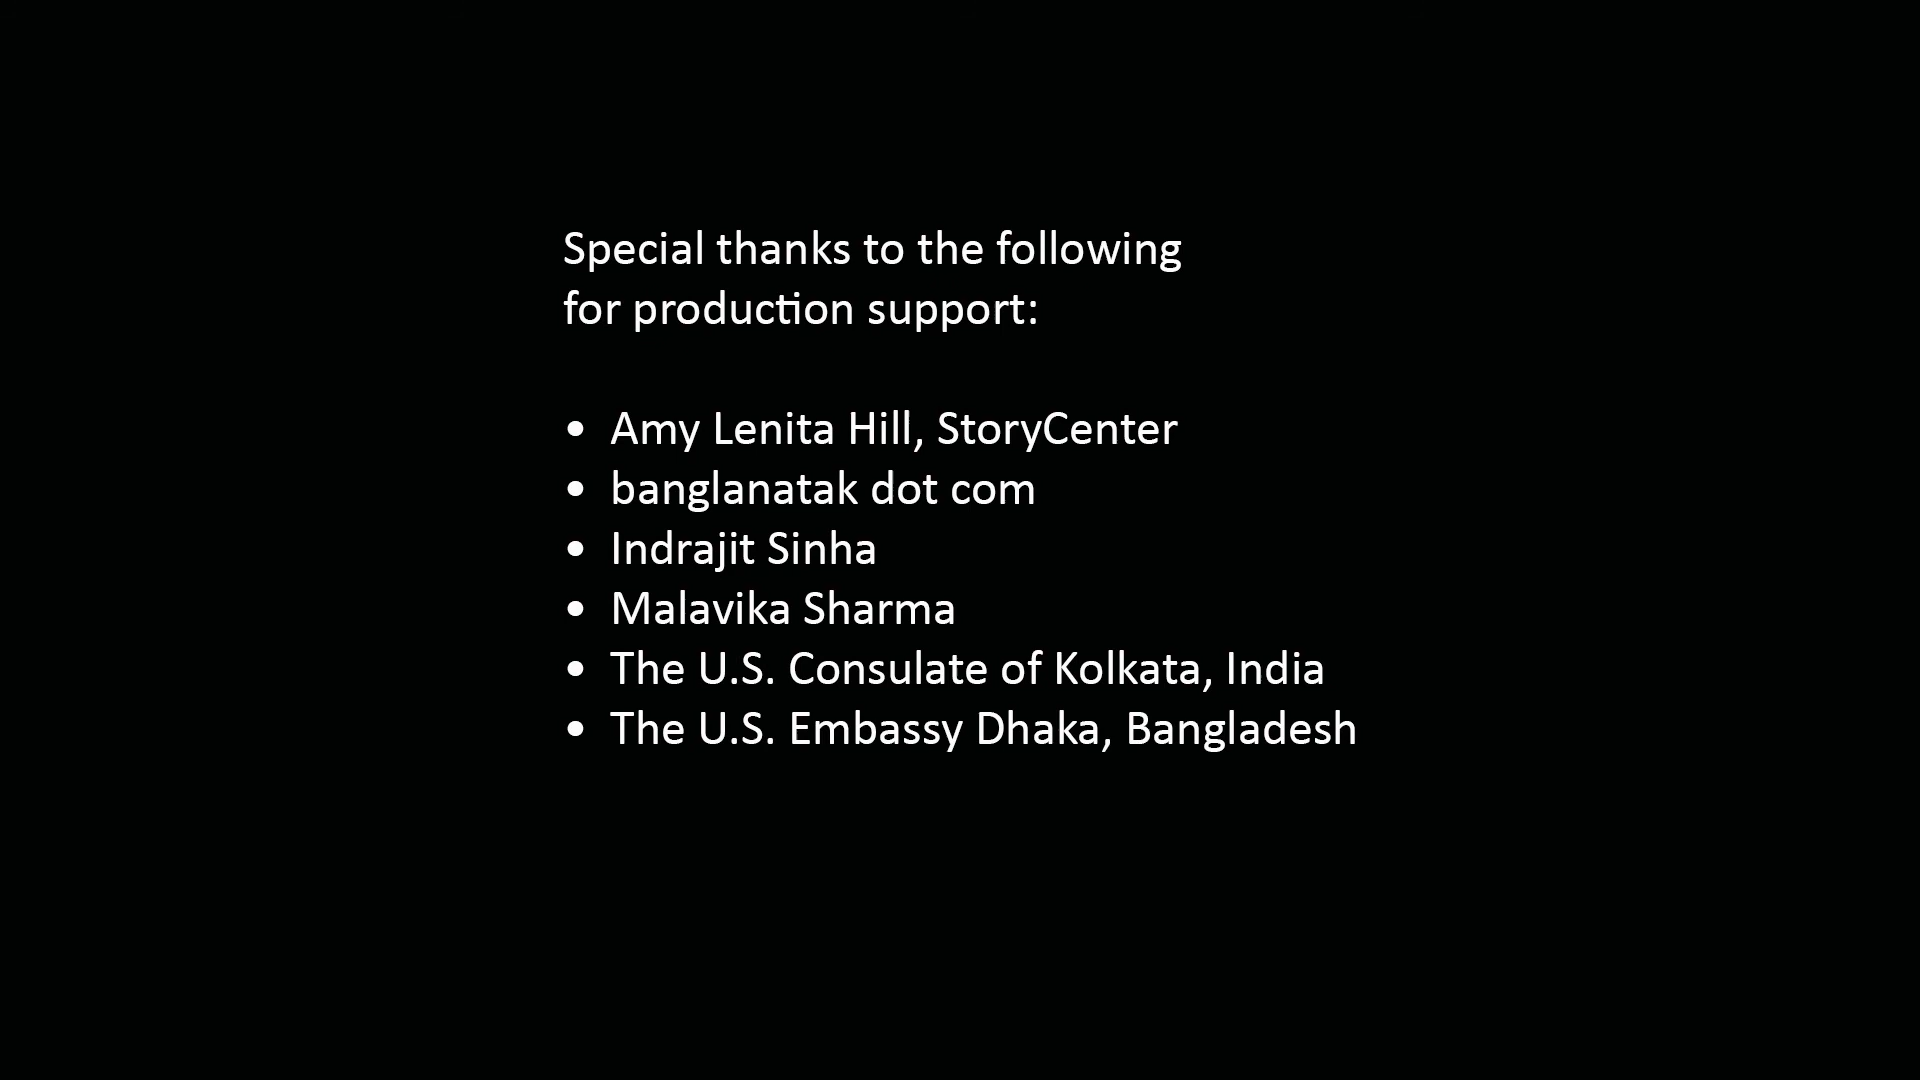 Special thanks to the following
for production support:
• Amy Lenita Hill, StoryCenter
• banglanatak dot com
• Indrajit Sinha
• Malavika Sharma
• The U.S. Consulate of Kolkata, India
• The U.S. Embassy Dhaka, Bangladesh